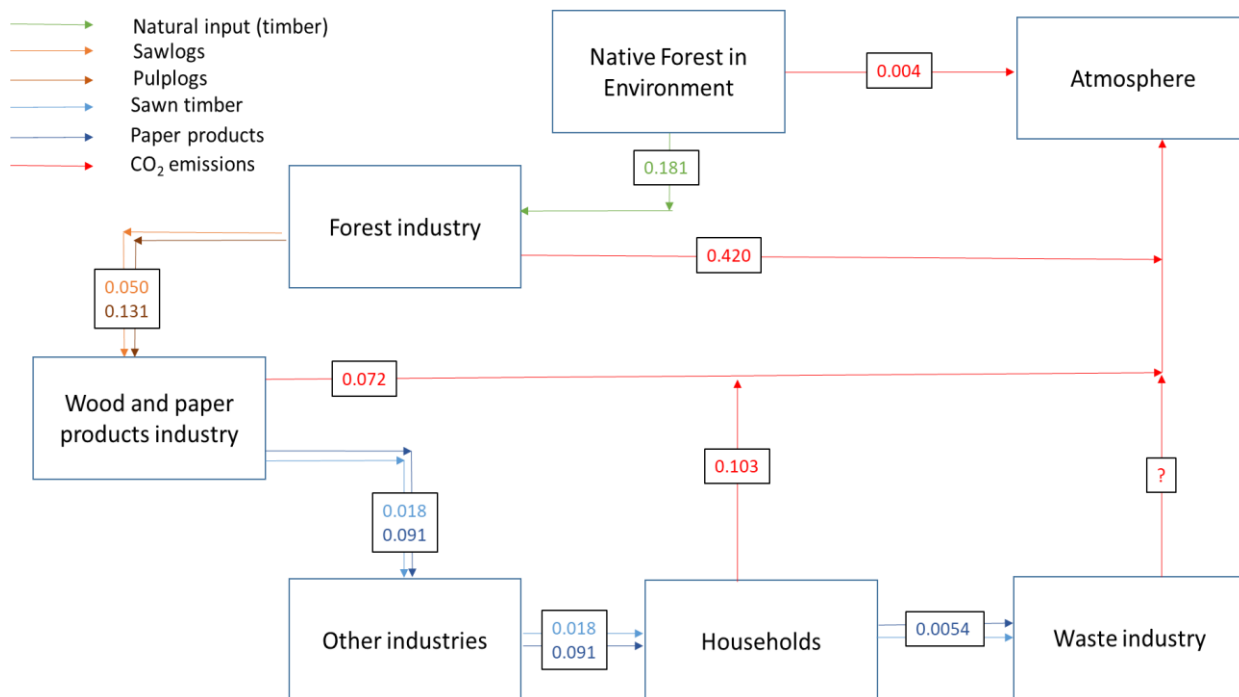 Natural input (timber)
Sawlogs
Pulplogs
Sawn timber
Paper products
CO₂ emissions
Native Forest in
Environment
0.004
Atmosphere
0.181
Forest industry
0.420
0.050
0.131
Wood and paper
products industry
0.072
0.103
?
0.018
0.091
Other industries
0.018
0.091
Households
0.0054
Waste industry